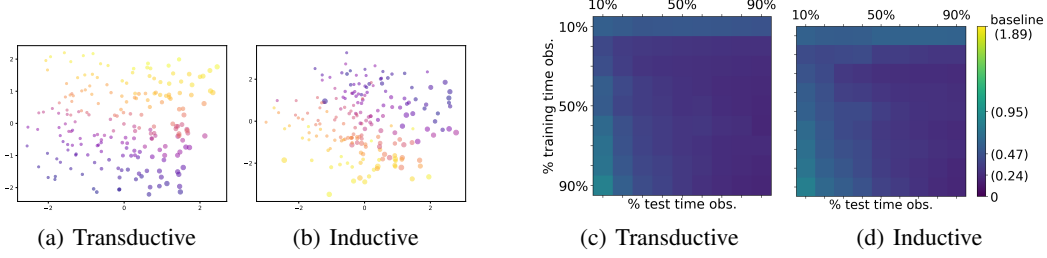 10% 50% 90%
10% 50% 90%
baseline
(1.89)
10%
2
1
0
−1
−2
2
0
−2
% training time obs.
50%
(0.95)
(0.47)
(0.24)
90%
0
−2 0 2
−2 0 2
% test time obs.
% test time obs.
(a) Transductive
(b) Inductive
(c) Transductive
(d) Inductive